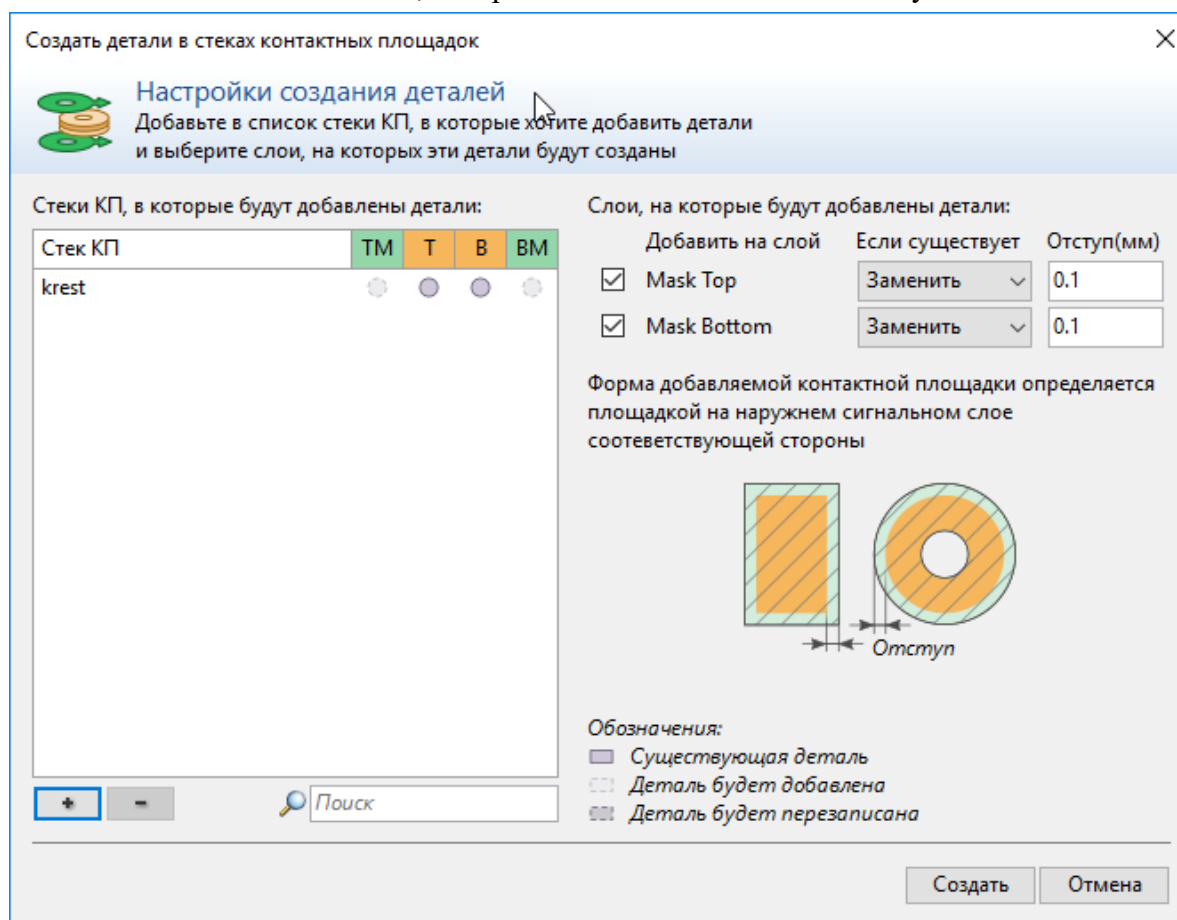 Создать детали в стеках контактных площадок
Настройки создания деталей
Добавьте в список стеки КП, в которые хотите добавить детали
и выберите слои, на которых эти детали будут созданы
Стеки КП, в которые будут добавлены детали:
Стек КП TM T B BM
krest
Поиск
Слои, на которые будут добавлены детали:
Добавить на слой Если существует Отступ(мм)
Mask Top Заменить 0.1
Mask Bottom Заменить 0.1
Форма добавляемой контактной площадки определяется
площадкой на наружнем сигнальном слое
соотеветствующей стороны
Отступ
Обозначения:
Существующая деталь
Деталь будет добавлена
Деталь будет перезаписана
Создать Отмена